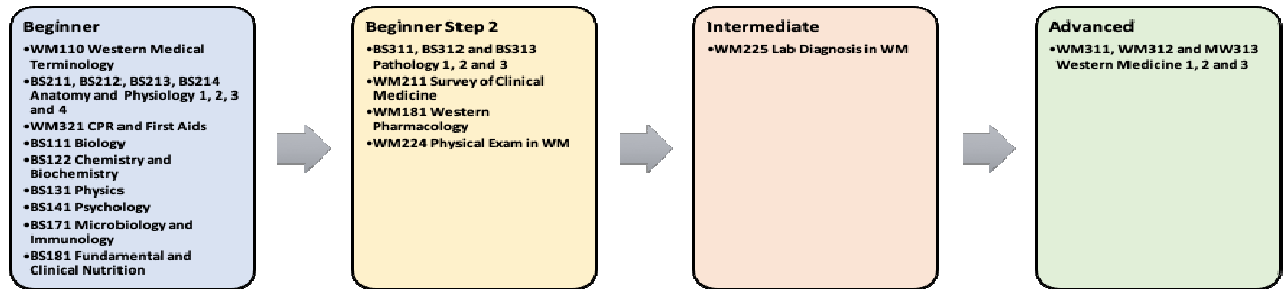 Beginner
•WM110 Western Medical
Terminology
•BS211, BS212, BS213, BS214
Anatomy and Physiology 1, 2, 3
and 4
•WM321 CPR and First Aids
•BS111 Biology
•BS122 Chemistry and
Biochemistry
•BS131 Physics
•BS141 Psychology
•BS171 Microbiology and
Immunology
•BS181 Fundamental and
Clinical Nutrition
Beginner Step 2
•BS311, BS312 and BS313
Pathology 1, 2 and 3
•WM211 Survey of Clinical
Medicine
•WM181 Western
Pharmacology
•WM224 Physical Exam in WM
Intermediate
•WM225 Lab Diagnosis in WM
Advanced
•WM311, WM312 and MW313
Western Medicine 1, 2 and 3